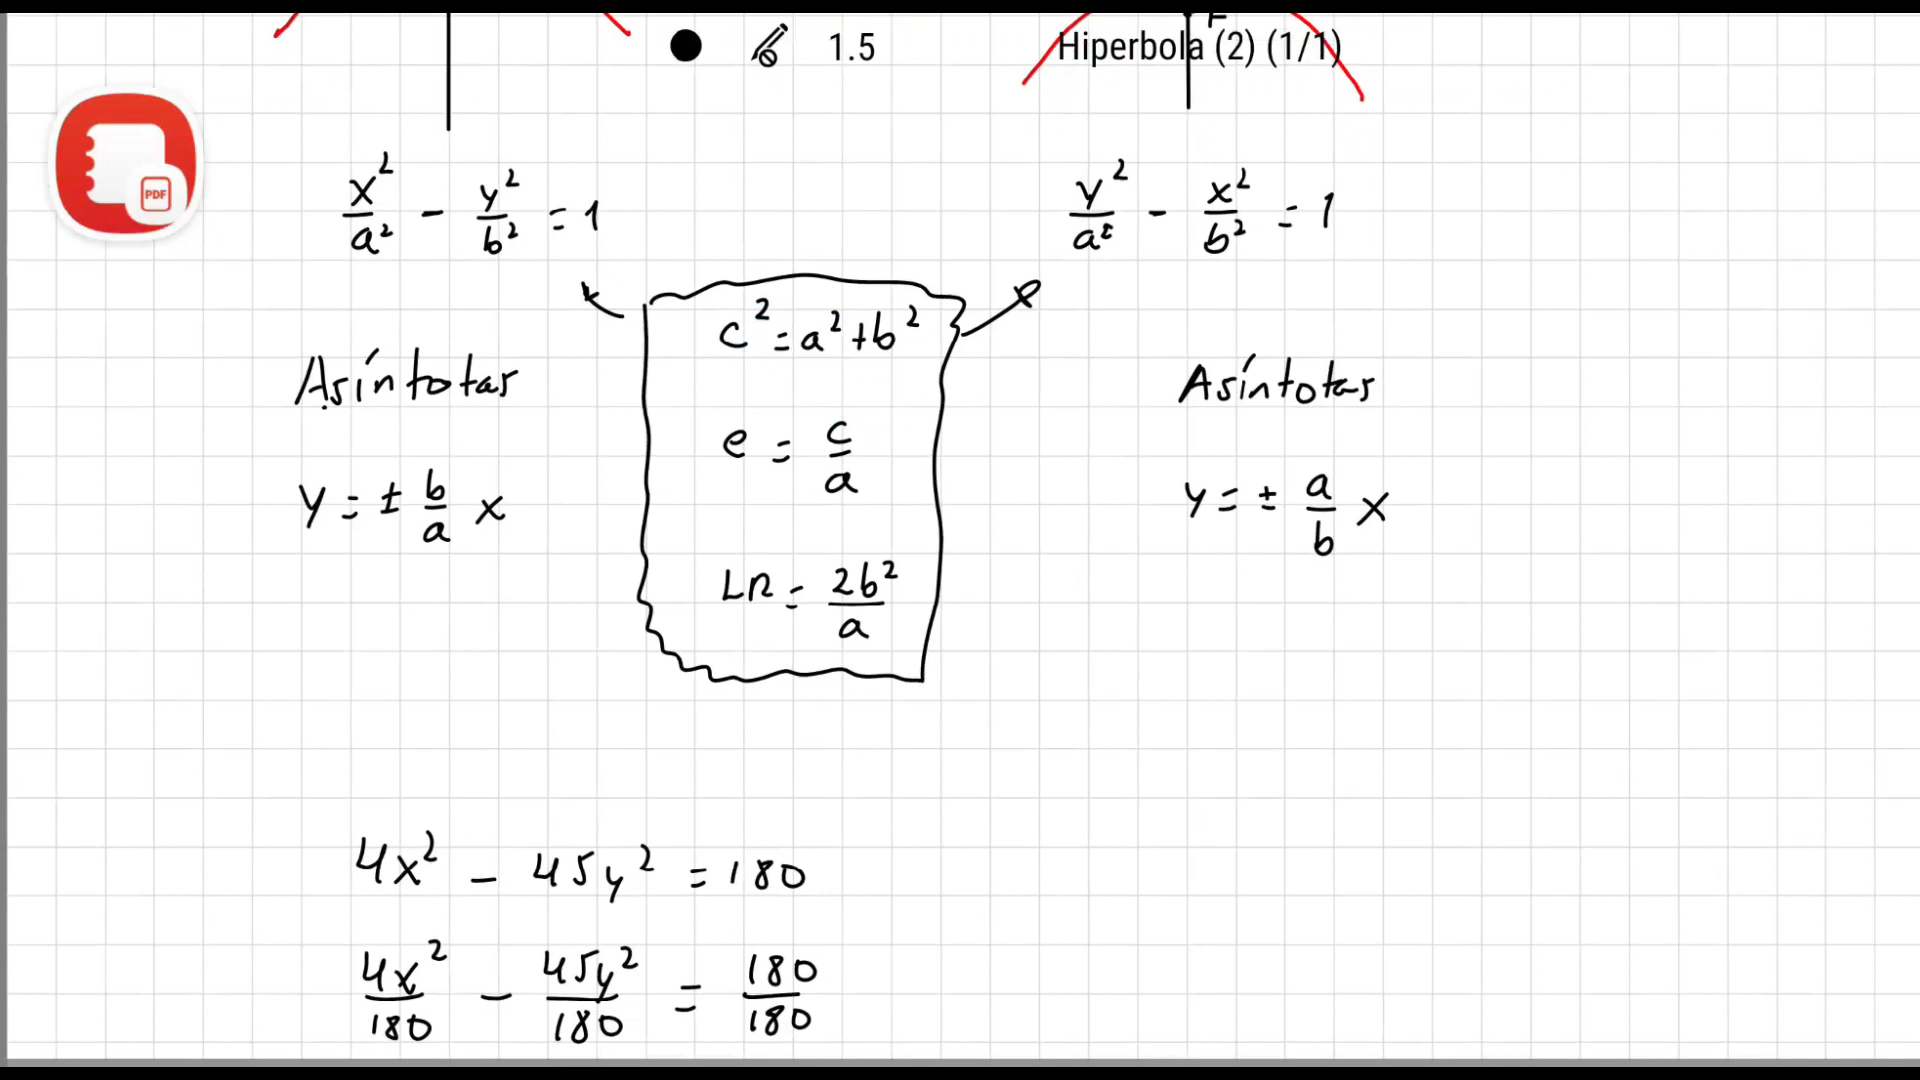 F
1.5 Hiperbola (2) (1/1)
PDF
x²/a² - y²/b² = 1
y²/a² - x²/b² = 1
c² = a² + b²
Asíntotas
Asíntotas
e = c/a
y = ± b/a x
y = ± a/b x
LR = 2b²/a
4x² - 45y² = 180
4x²/180 - 45y²/180 = 180/180